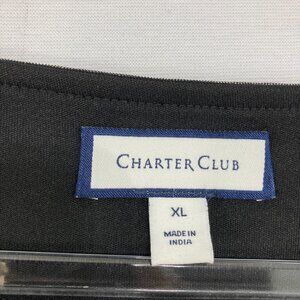 CHARTER CLUB
XL
MADE IN
INDIA